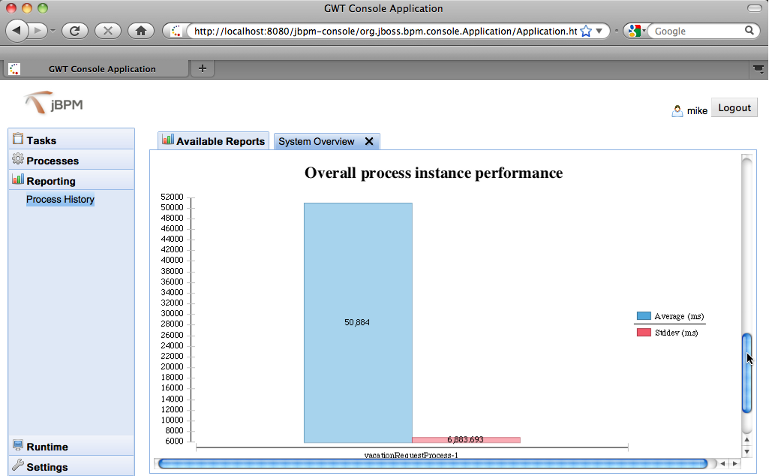 GWT Console Application
http://localhost:8080/jbpm-console/org.jboss.bpm.console.Application/Application.ht
Google
GWT Console Application
+
jBPM
mike
Logout
Tasks
Processes
Reporting
Process History
Runtime
Settings
Available Reports
System Overview X
Overall process instance performance
52000
50000
48000
46000
44000
42000
40000
38000
36000
34000
32000
30000
28000
26000
24000
22000
20000
18000
16000
14000
12000
10000
8000
6000
50,884
6,883.693
vacationRequestProcess-1
Average (ms)
Stddev (ms)